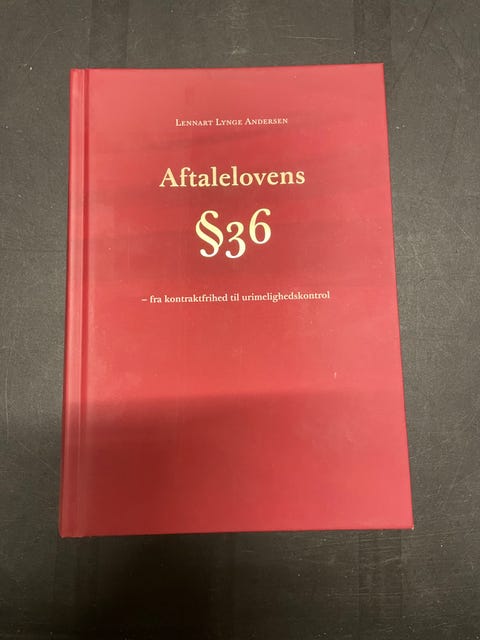 Lennart Lynge Andersen
Aftalelovens
§36
– fra kontraktfrihed til urimelighedskontrol